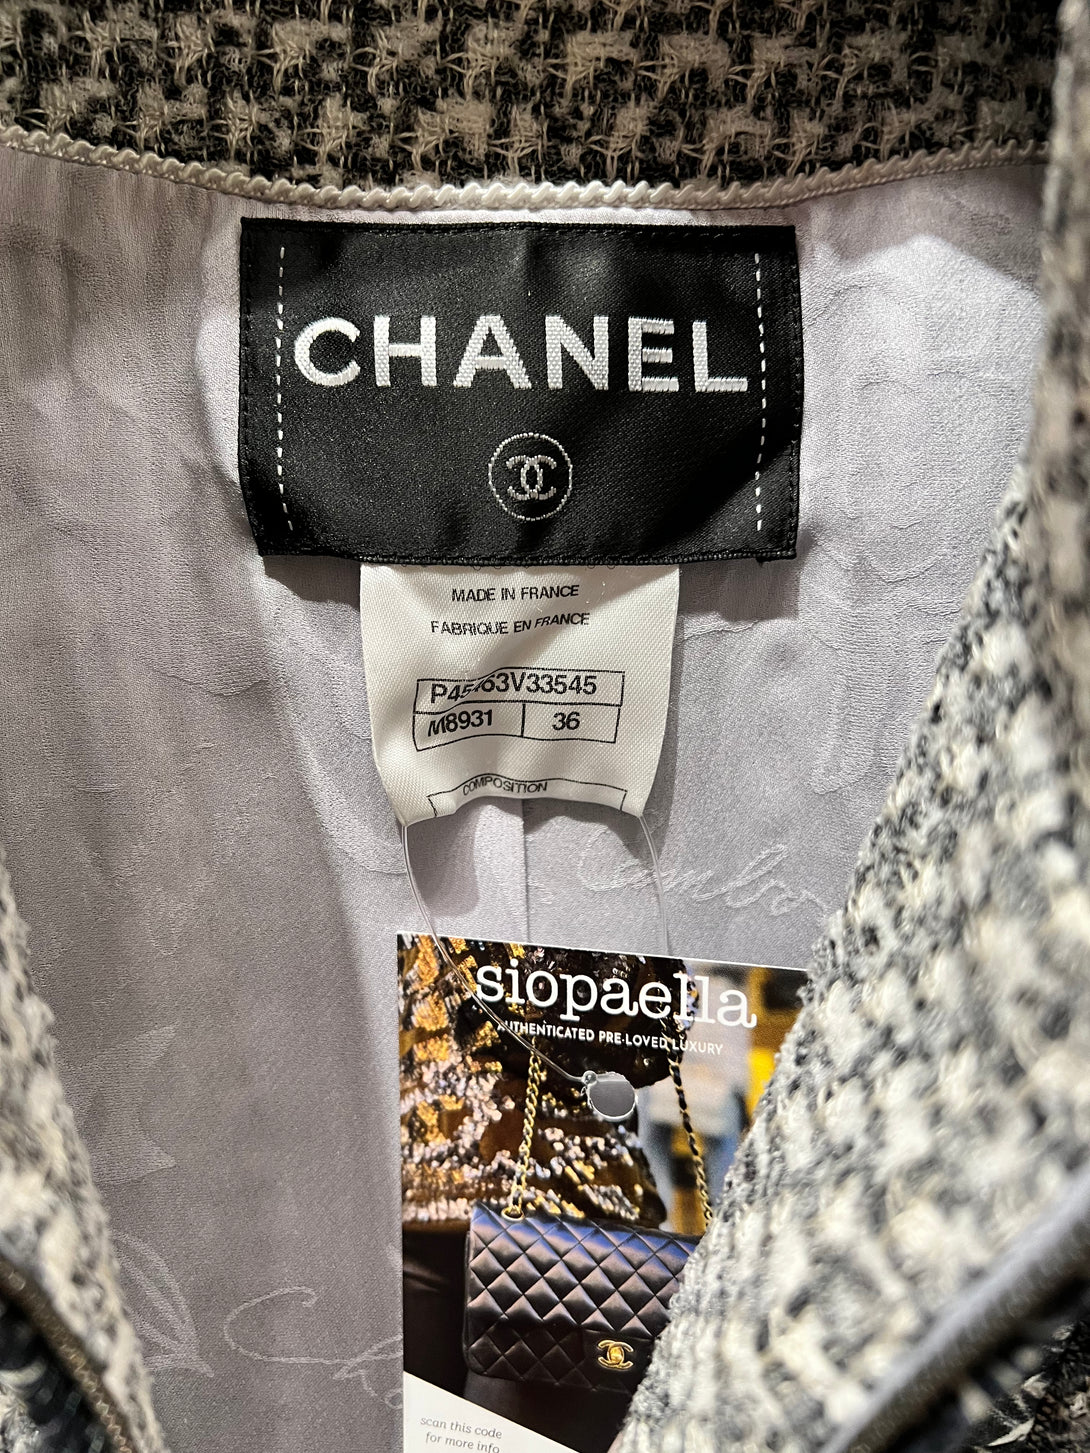 CHANEL
MADE IN FRANCE
FABRIQUE EN FRANCE
M8931 36
COMPOSITION
Cambo
siopaella
AUTHENTICATED PRE-LOVED LUXURY
scan this code
for more info